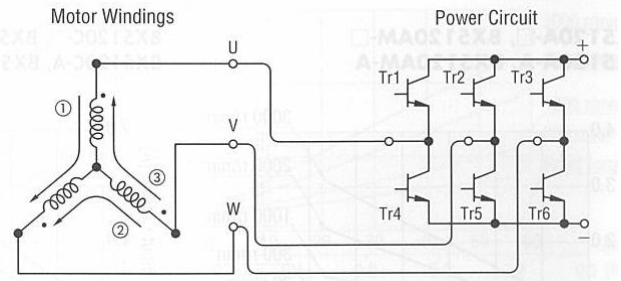 Motor Windings
Power Circuit
U
V
W
①
②
③
Tr1
Tr2
Tr3
Tr4
Tr5
Tr6
+
−